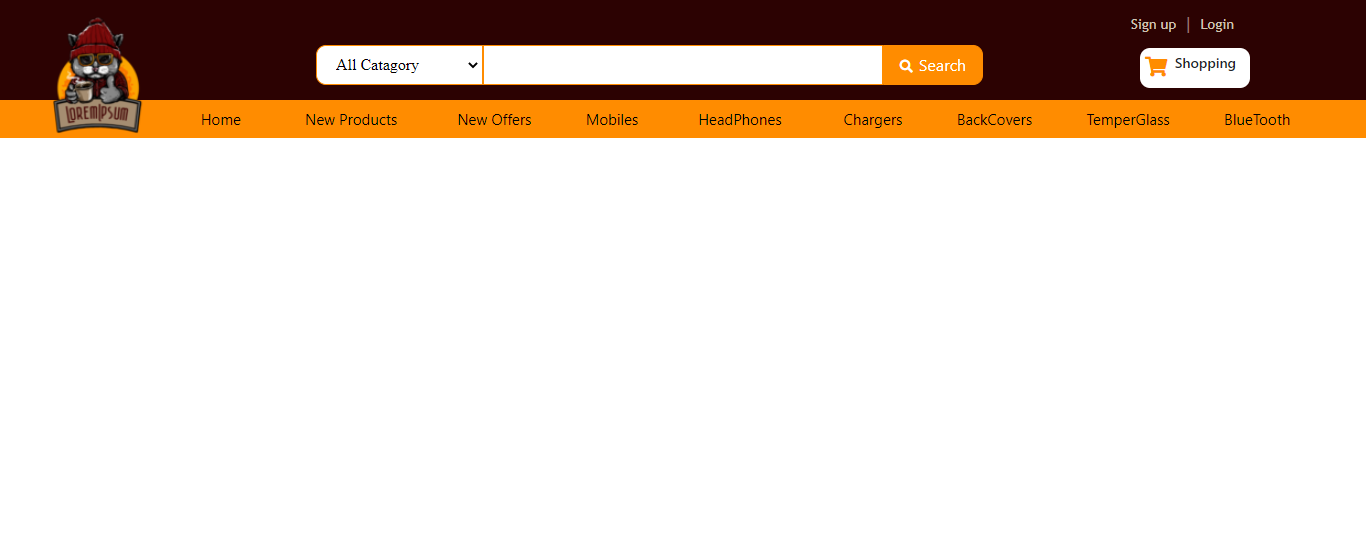 Sign up | Login
All Catagory
Search
Shopping
LOREMIPSUM
Home New Products New Offers Mobiles HeadPhones Chargers BackCovers TemperGlass BlueTooth